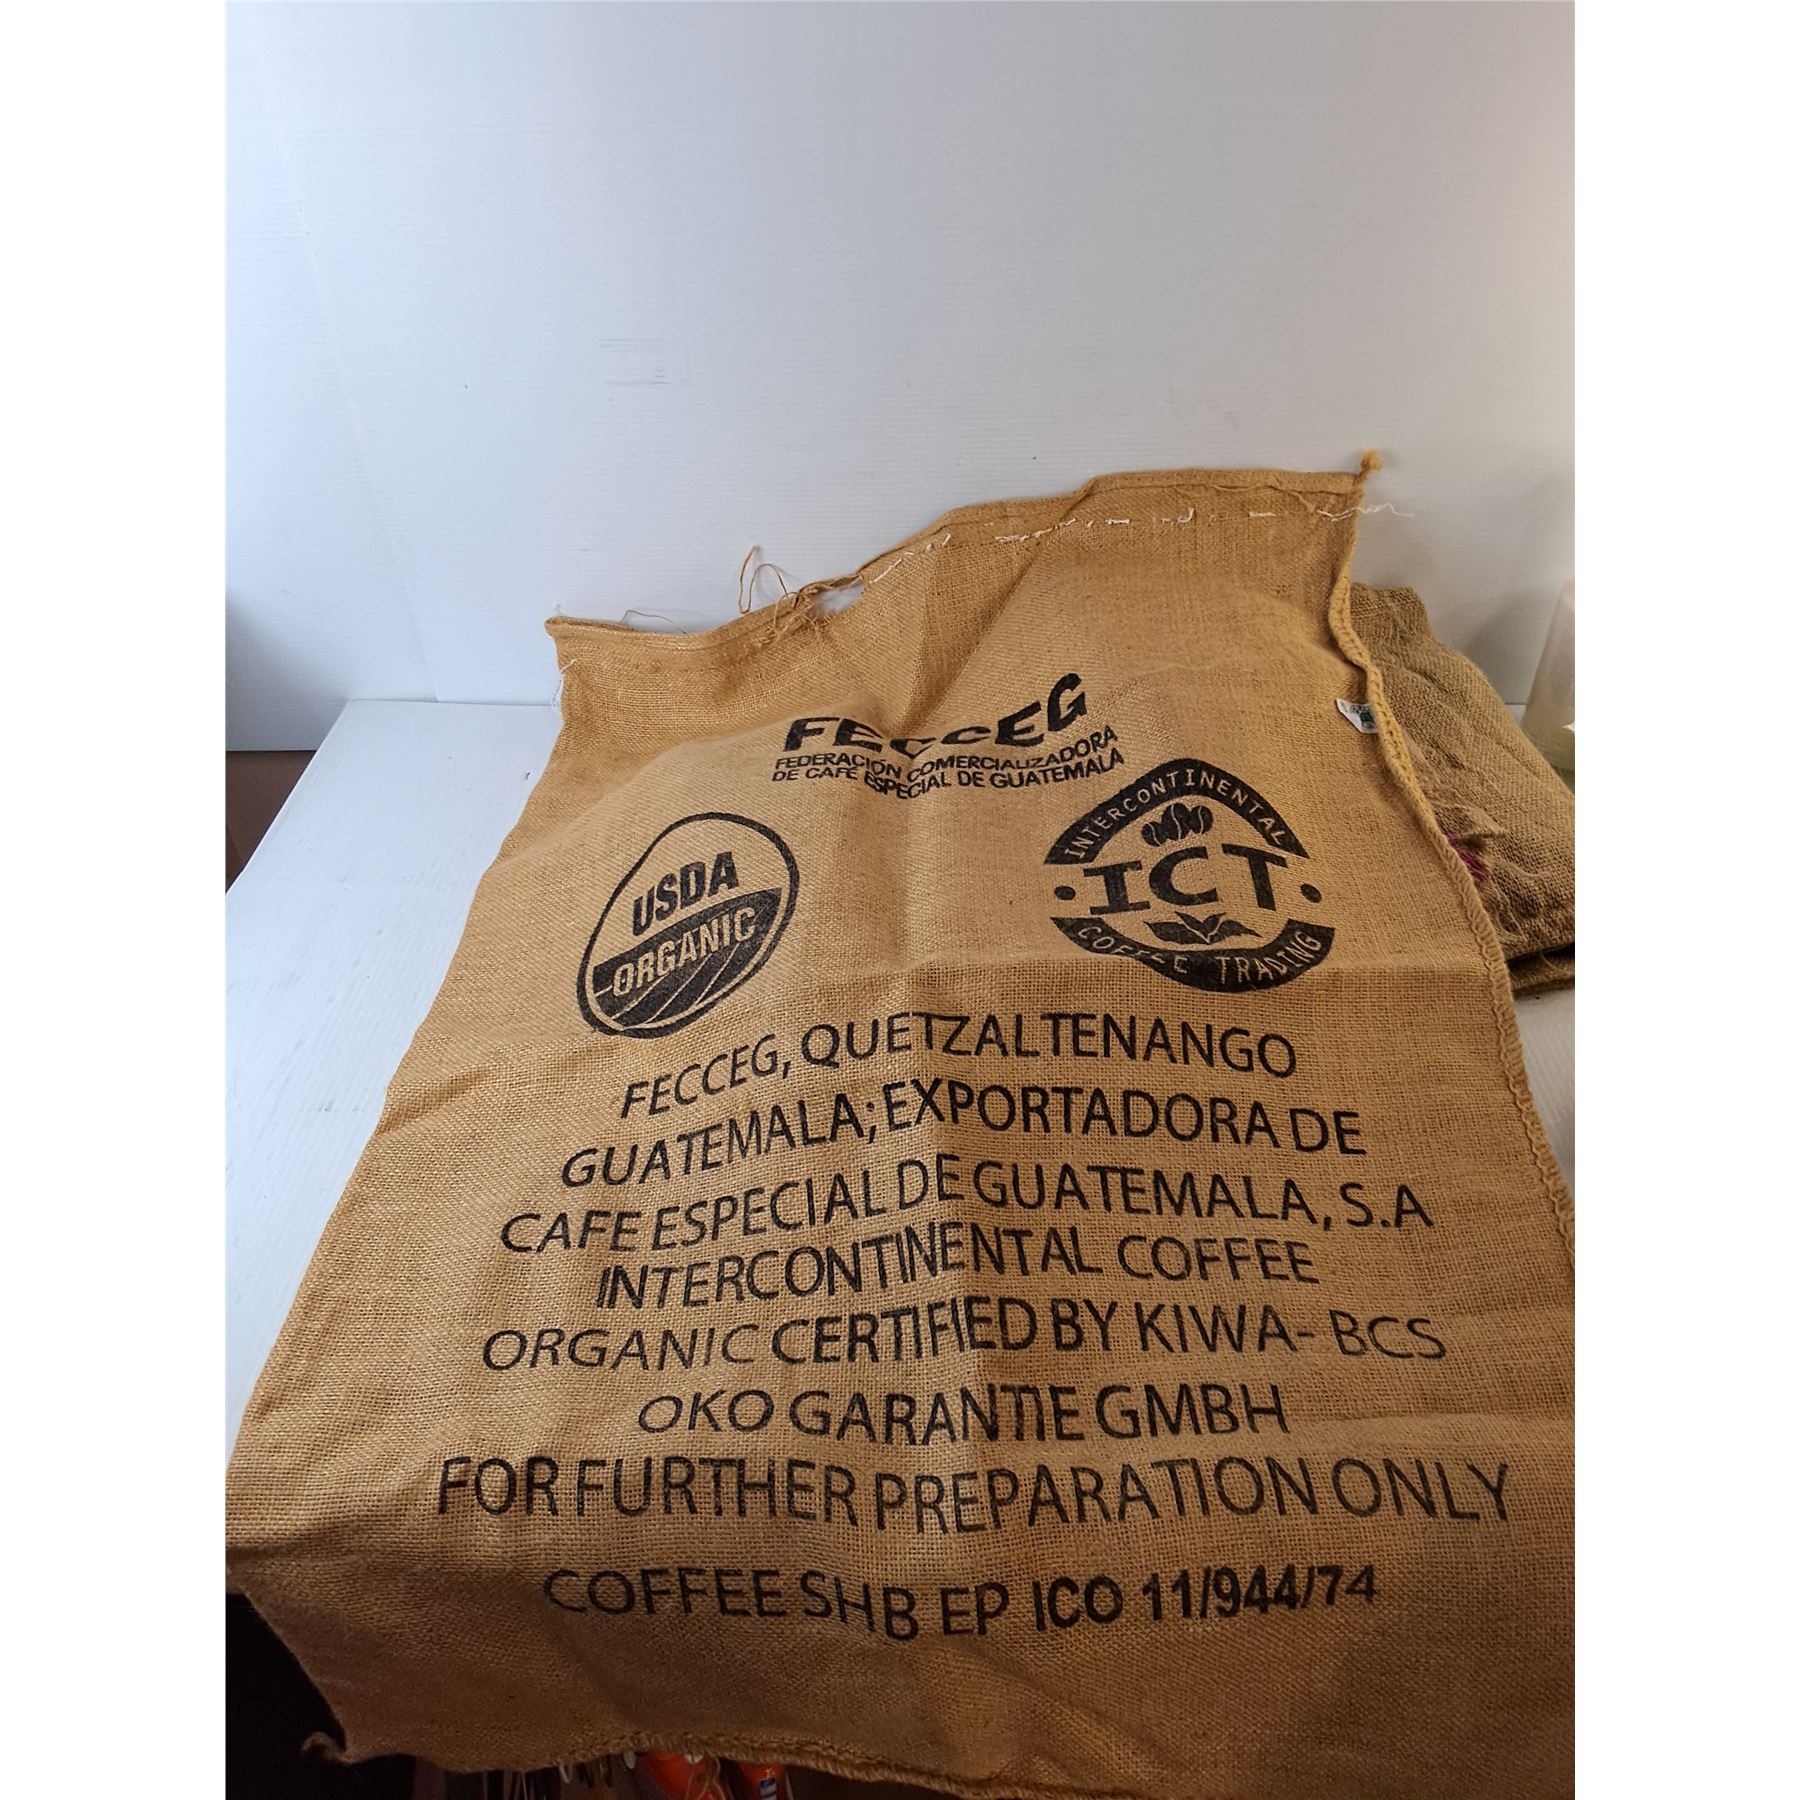 FECCEG
FEDERACIÓN COMERCIALIZADORA
DE CAFÉ ESPECIAL DE GUATEMALA
USDA
ORGANIC
INTERCONTINENTAL
ICT
COFFEE TRADING
FECCEG, QUETZALTENANGO
GUATEMALA; EXPORTADORA DE
CAFE ESPECIAL DE GUATEMALA, S.A
INTERCONTINENTAL COFFEE
ORGANIC CERTIFIED BY KIWA- BCS
OKO GARANTIE GMBH
FOR FURTHER PREPARATION ONLY
COFFEE SHB EP ICO 11/944/74